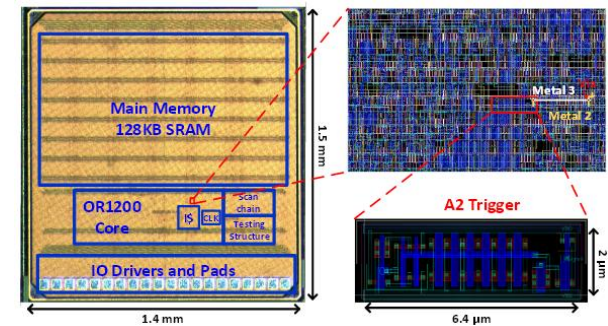 Main Memory
128KB SRAM
OR1200
Core
I$
CLK
Scan
chain
Testing
Structure
IO Drivers and Pads
1.5 mm
1.4 mm
Metal 3
Metal 2
A2 Trigger
2 μm
6.4 μm